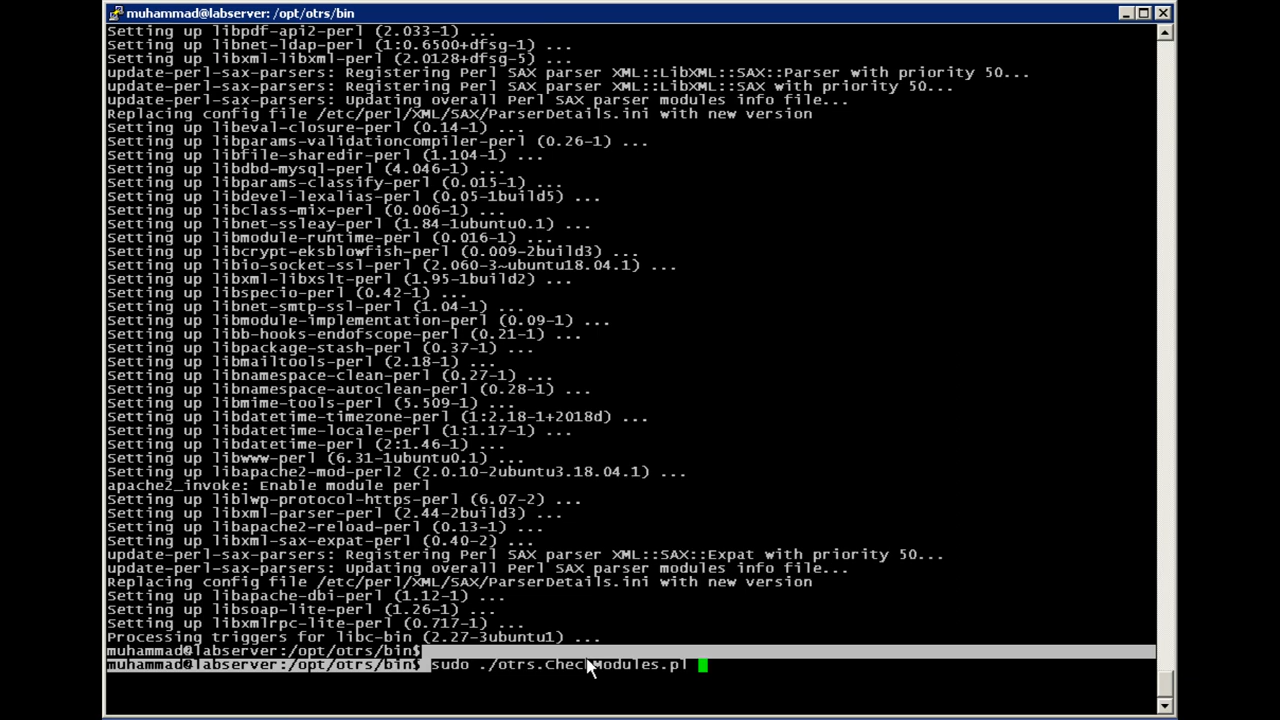 muhammad@labserver: /opt/otrs/bin
Setting up libpdf-api2-perl (2.033-1) ...
Setting up libnet-ldap-perl (1:0.6500+dfsg-1) ...
Setting up libxml-libxml-perl (2.0128+dfsg-5) ...
update-perl-sax-parsers: Registering Perl SAX parser XML::LibXML::SAX::Parser with priority 50...
update-perl-sax-parsers: Registering Perl SAX parser XML::LibXML::SAX with priority 50...
update-perl-sax-parsers: Updating overall Perl SAX parser modules info file...
Replacing config file /etc/perl/XML/SAX/ParserDetails.ini with new version
Setting up libeval-closure-perl (0.14-1) ...
Setting up libparams-validationcompiler-perl (0.26-1) ...
Setting up libfile-sharedir-perl (1.104-1) ...
Setting up libdbd-mysql-perl (4.046-1) ...
Setting up libparams-classify-perl (0.015-1) ...
Setting up libdevel-lexalias-perl (0.05-1build5) ...
Setting up libclass-mix-perl (0.006-1) ...
Setting up libnet-ssleay-perl (1.84-1ubuntu0.1) ...
Setting up libmodule-runtime-perl (0.016-1) ...
Setting up libcrypt-eksblowfish-perl (0.009-2build3) ...
Setting up libio-socket-ssl-perl (2.060-3~ubuntu18.04.1) ...
Setting up libxml-libxslt-perl (1.95-1build2) ...
Setting up libspecio-perl (0.42-1) ...
Setting up libnet-smtp-ssl-perl (1.04-1) ...
Setting up libmodule-implementation-perl (0.09-1) ...
Setting up libb-hooks-endofscope-perl (0.21-1) ...
Setting up libpackage-stash-perl (0.37-1) ...
Setting up libmailtools-perl (2.18-1) ...
Setting up libnamespace-clean-perl (0.27-1) ...
Setting up libnamespace-autoclean-perl (0.28-1) ...
Setting up libmime-tools-perl (5.509-1) ...
Setting up libdatetime-timezone-perl (1:2.18-1+2018d) ...
Setting up libdatetime-locale-perl (1:1.17-1) ...
Setting up libdatetime-perl (2:1.46-1) ...
Setting up libwww-perl (6.31-1ubuntu0.1) ...
Setting up libapache2-mod-perl2 (2.0.10-2ubuntu3.18.04.1) ...
apache2_invoke: Enable module perl
Setting up liblwp-protocol-https-perl (6.07-2) ...
Setting up libxml-parser-perl (2.44-2build3) ...
Setting up libapache2-reload-perl (0.13-1) ...
Setting up libxml-sax-expat-perl (0.40-2) ...
update-perl-sax-parsers: Registering Perl SAX parser XML::SAX::Expat with priority 50...
update-perl-sax-parsers: Updating overall Perl SAX parser modules info file...
Replacing config file /etc/perl/XML/SAX/ParserDetails.ini with new version
Setting up libapache-dbi-perl (1.12-1) ...
Setting up libsoap-lite-perl (1.26-1) ...
Setting up libxmlrpc-lite-perl (0.717-1) ...
Processing triggers for libc-bin (2.27-3ubuntu1) ...
muhammad@labserver:/opt/otrs/bin$
muhammad@labserver:/opt/otrs/bin$ sudo ./otrs.CheckModules.pl